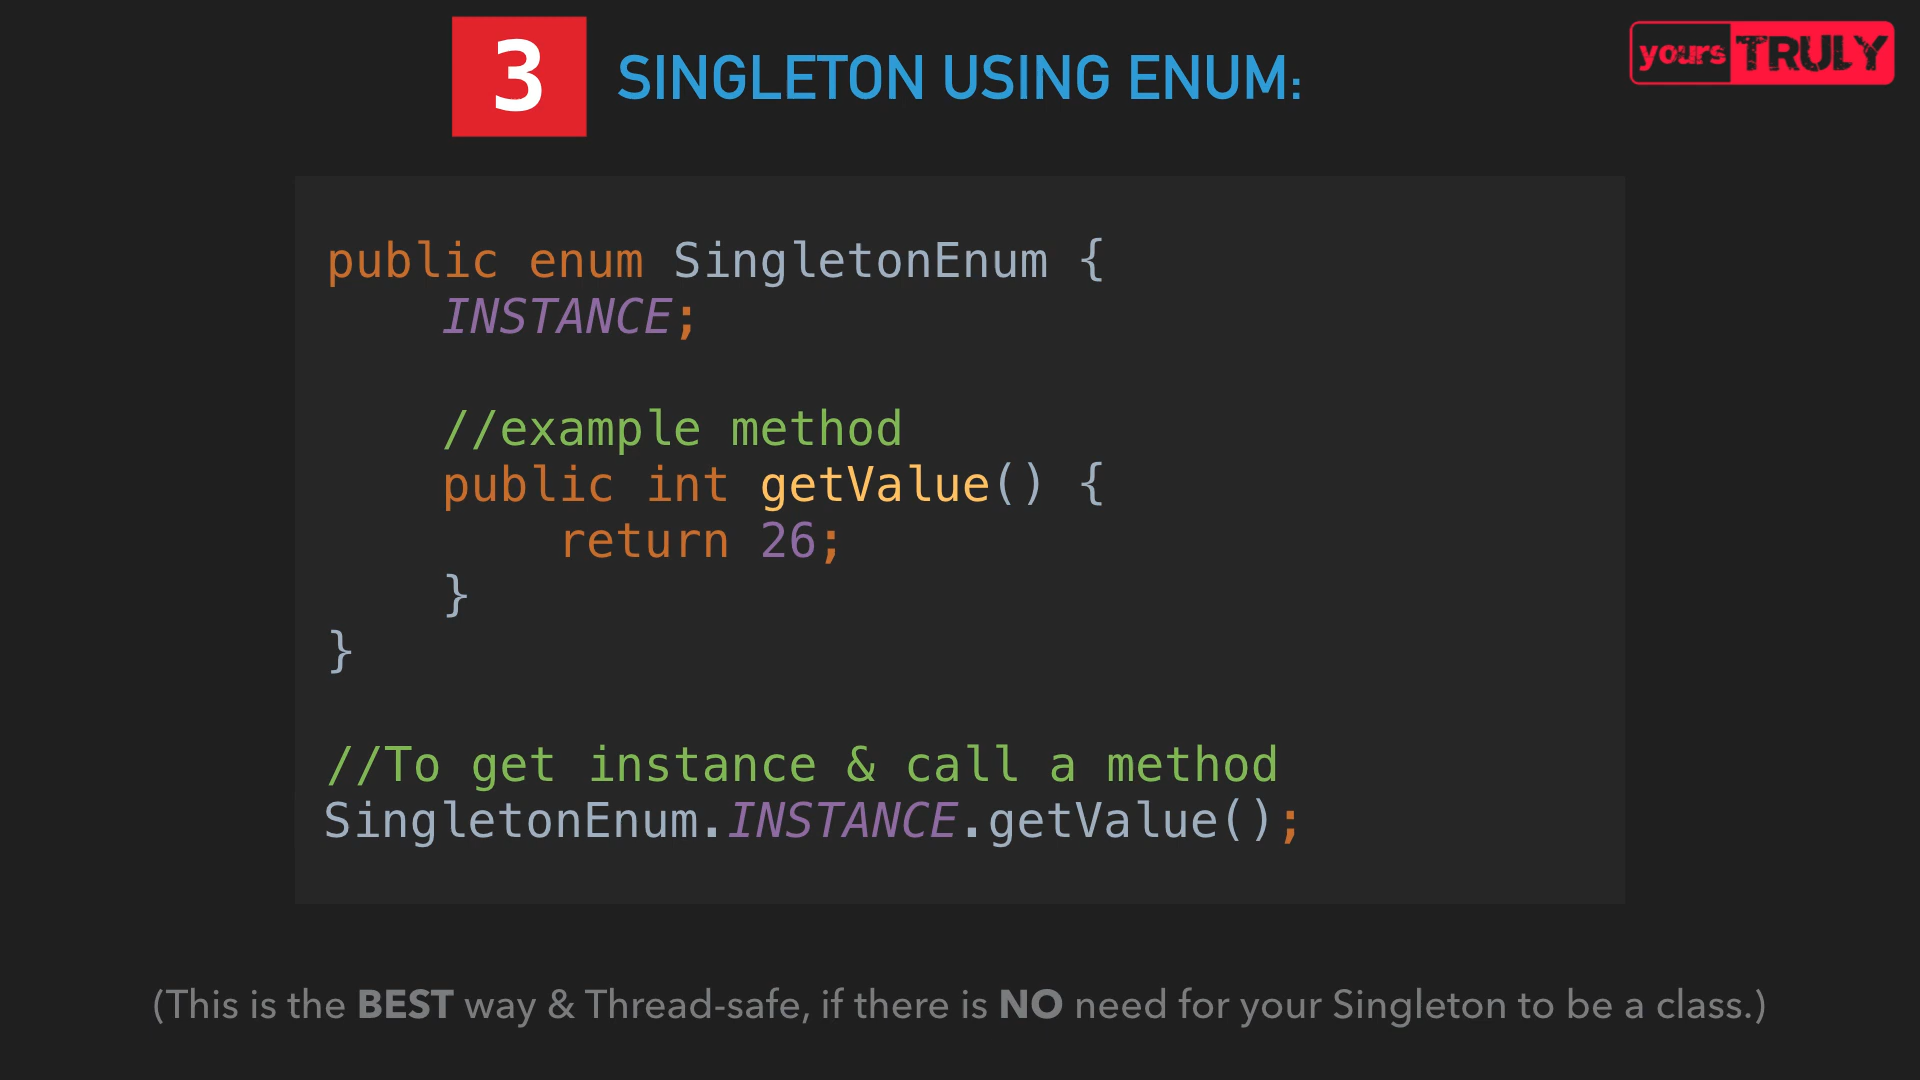 3 SINGLETON USING ENUM:
yours TRULY
public enum SingletonEnum {
    INSTANCE;
    //example method
    public int getValue() {
        return 26;
    }
}
//To get instance & call a method
SingletonEnum.INSTANCE.getValue();
(This is the BEST way & Thread-safe, if there is NO need for your Singleton to be a class.)